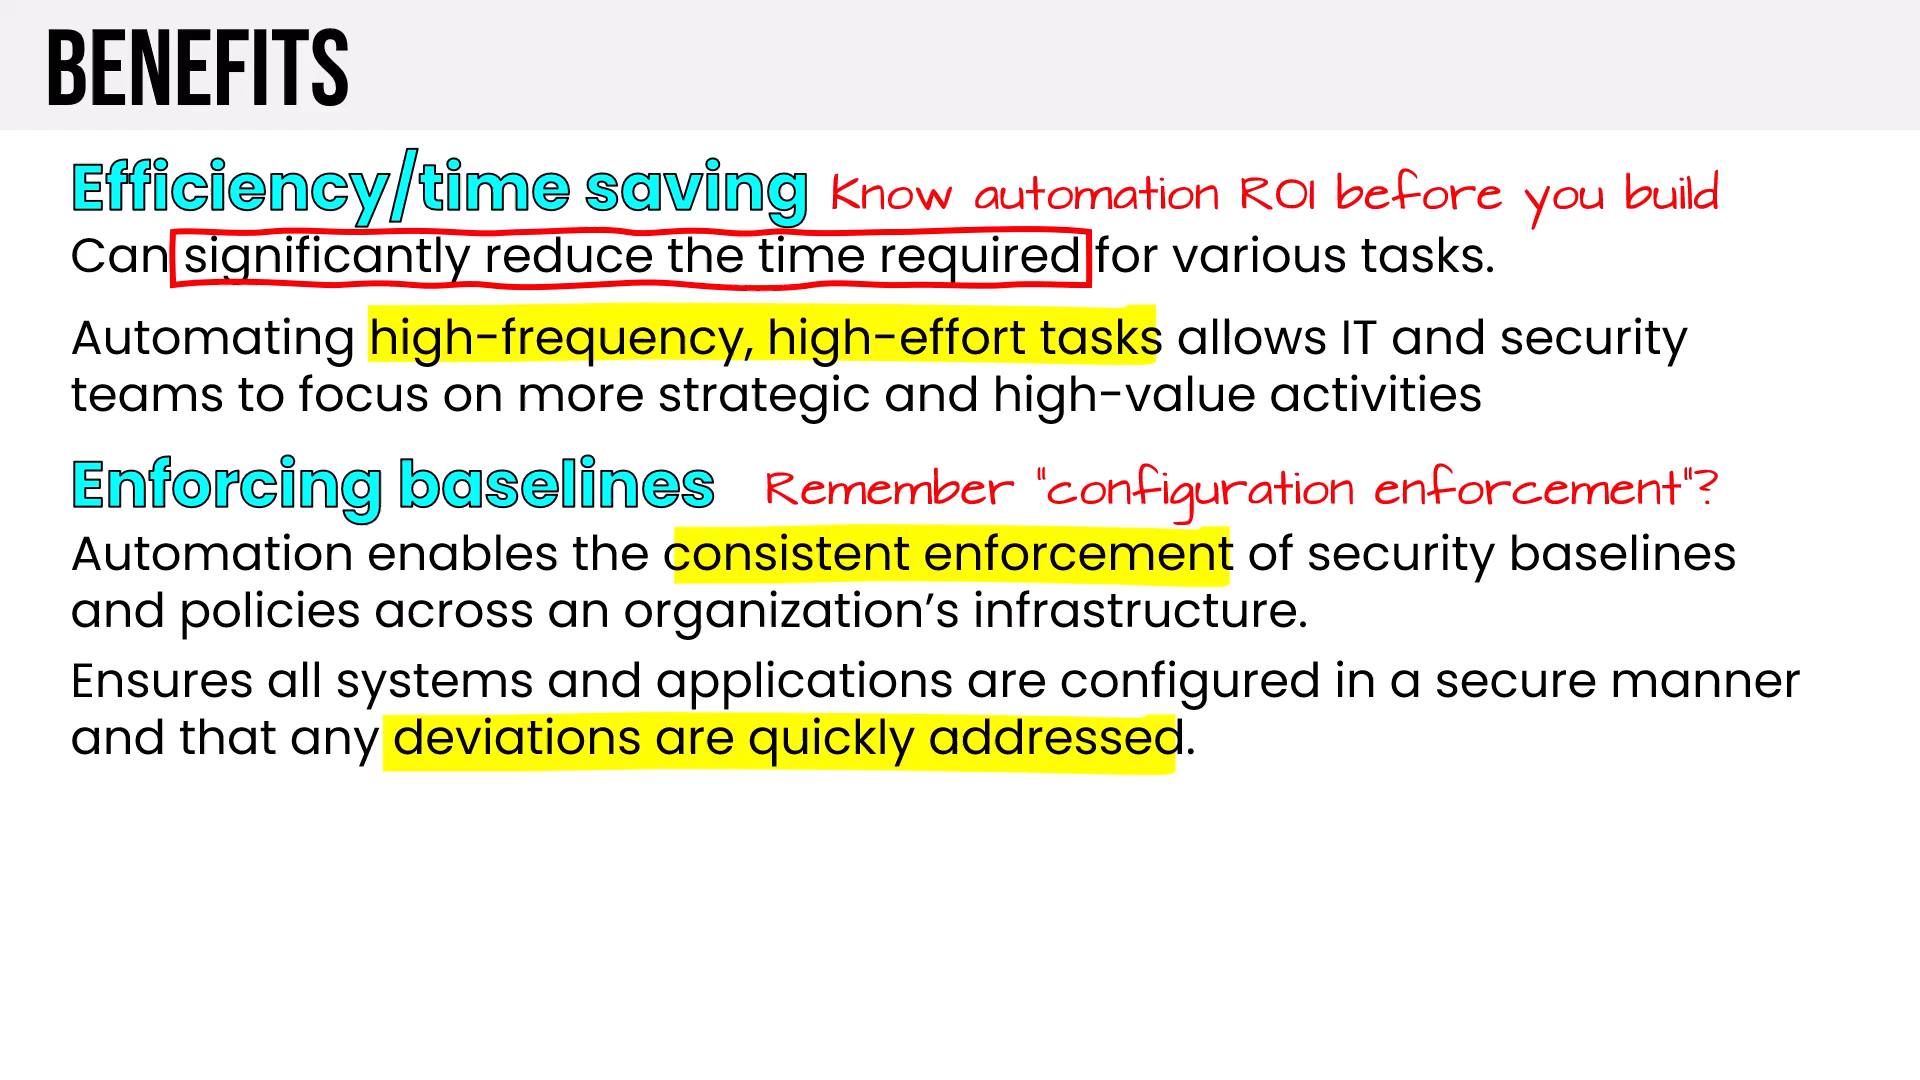 BENEFITS
Efficiency/time saving Know automation ROI before you build
Can significantly reduce the time required for various tasks.
Automating high-frequency, high-effort tasks allows IT and security
teams to focus on more strategic and high-value activities
Enforcing baselines Remember "configuration enforcement"?
Automation enables the consistent enforcement of security baselines
and policies across an organization’s infrastructure.
Ensures all systems and applications are configured in a secure manner
and that any deviations are quickly addressed.